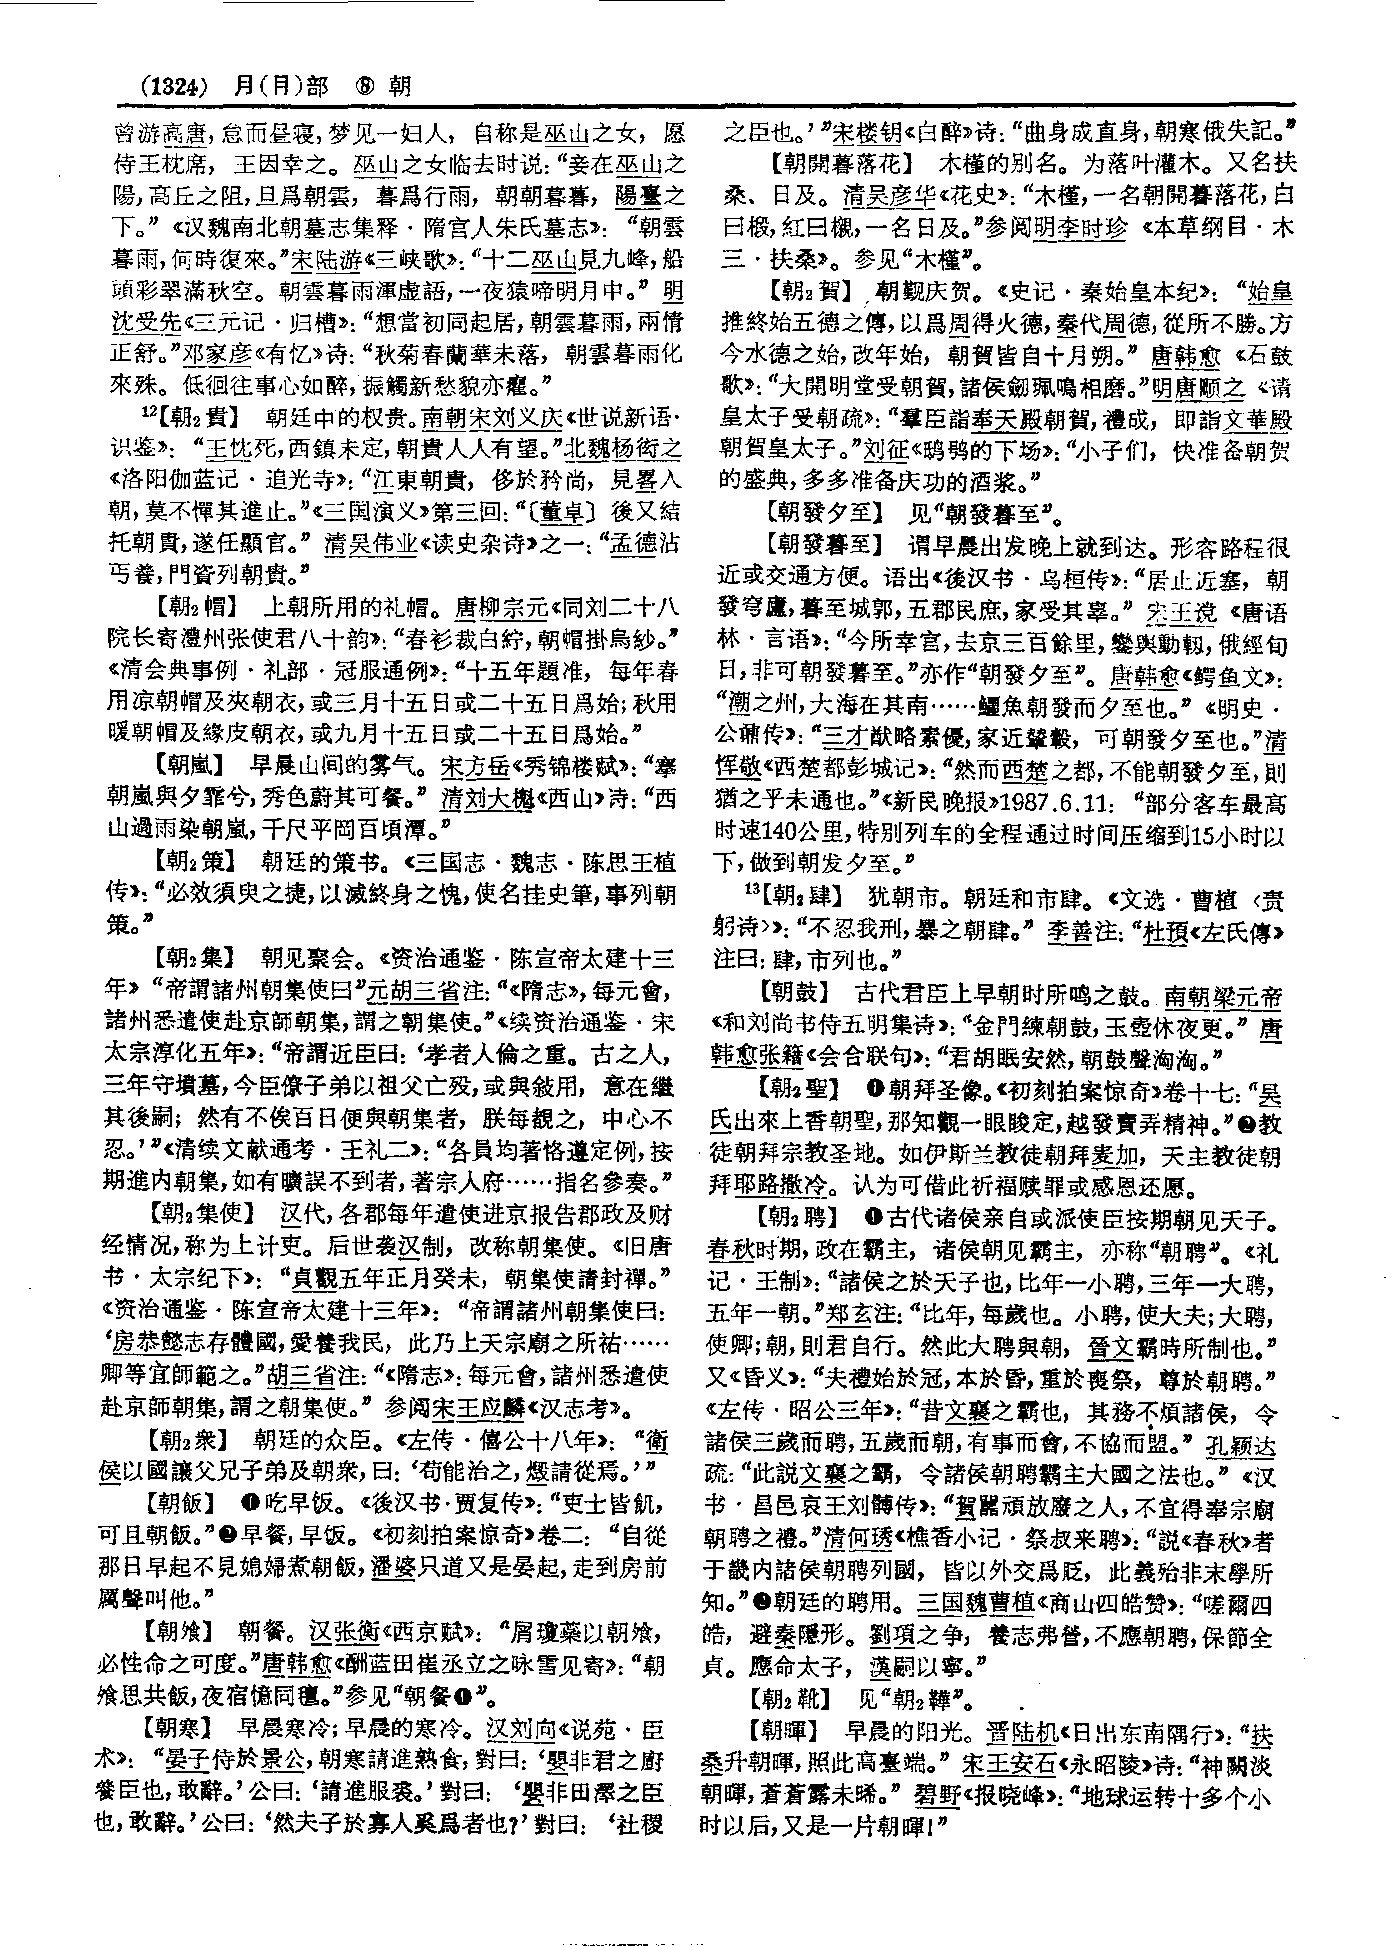 (1324) 月(⺝)部 ⑧ 朝
曾游高唐,怠而昼寝,梦见一妇人,自称是巫山之女,愿
侍王枕席,王因幸之。巫山之女临去时说:“妾在巫山之
陽,高丘之阻,旦爲朝雲,暮爲行雨,朝朝暮暮,陽臺之
下。”《汉魏南北朝墓志集释·隋宫人朱氏墓志》:“朝雲
暮雨,何時復來。”宋陆游《三峡歌》:“十二巫山見九峰,船
頭彩翠滿秋空。朝雲暮雨渾虚語,一夜猿啼明月中。”明
沈受先《三元记·归槽》:“想當初同起居,朝雲暮雨,兩情
正舒。”邓家彦《有忆》诗:“秋菊春蘭華未落,朝雲暮雨化
來殊。低徊往事心如醉,振觸新愁貌亦癯。”
12【朝₂貴】 朝廷中的权贵。南朝宋刘义庆《世说新语·
识鉴》:“王忱死,西鎮未定,朝貴人人有望。”北魏杨衒之
《洛阳伽蓝记·追光寺》:“江東朝貴,侈於矜尚,見畧入
朝,莫不憚其進止。”《三国演义》第三回:“〔董卓〕後又結
托朝貴,遂任顯官。”清吴伟业《读史杂诗》之一:“孟德沾
丐養,門資列朝貴。”
【朝₂帽】 上朝所用的礼帽。唐柳宗元《同刘二十八
院长寄澧州张使君八十韵》:“春衫裁白紵,朝帽掛烏紗。”
《清会典事例·礼部·冠服通例》:“十五年題准,每年春
用凉朝帽及夾朝衣,或三月十五日或二十五日爲始;秋用
暖朝帽及緣皮朝衣,或九月十五日或二十五日爲始。”
【朝嵐】 早晨山间的雾气。宋方岳《秀锦楼赋》:“搴
朝嵐與夕霏兮,秀色蔚其可餐。”清刘大櫆《西山》诗:“西
山過雨染朝嵐,千尺平岡百頃潭。”
【朝₂策】 朝廷的策书。《三国志·魏志·陈思王植
传》:“必效須臾之捷,以滅終身之愧,使名挂史筆,事列朝
策。”
【朝₂集】 朝见聚会。《资治通鉴·陈宣帝太建十三
年》“帝謂諸州朝集使曰”元胡三省注:“《隋志》,每元會,
諸州悉遣使赴京師朝集,謂之朝集使。”《续资治通鉴·宋
太宗淳化五年》:“帝謂近臣曰:‘孝者人倫之重。古之人,
三年守墳墓,今臣僚子弟以祖父亡殁,或與敍用,意在繼
其後嗣;然有不俟百日便與朝集者,朕每覩之,中心不
忍。’”《清续文献通考·王礼二》:“各員均著恪遵定例,按
期進内朝集,如有曠誤不到者,著宗人府……指名參奏。”
【朝₂集使】 汉代,各郡每年遣使进京报告郡政及财
经情况,称为上计吏。后世袭汉制,改称朝集使。《旧唐
书·太宗纪下》:“貞觀五年正月癸未,朝集使請封禪。”
《资治通鉴·陈宣帝太建十三年》:“帝謂諸州朝集使曰:
‘房恭懿志存體國,愛養我民,此乃上天宗廟之所祐……
卿等宜師範之。”胡三省注:“《隋志》:每元會,諸州悉遣使
赴京師朝集,謂之朝集使。”参阅宋王应麟《汉志考》。
【朝₂衆】 朝廷的众臣。《左传·僖公十八年》:“衛
侯以國讓父兄子弟及朝衆,曰:‘苟能治之,燬請從焉。’”
【朝飯】 ❶吃早饭。《後汉书·贾复传》:“吏士皆飢,
可且朝飯。”❷早餐,早饭。《初刻拍案惊奇》卷二:“自從
那日早起不見媳婦煮朝飯,潘婆只道又是晏起,走到房前
厲聲叫他。”
【朝飧】 朝餐。汉张衡《西京赋》:“屑瓊蘂以朝飧,
必性命之可度。”唐韩愈《酬蓝田崔丞立之咏雪见寄》:“朝
飧思共飯,夜宿憶同氊。”参见“朝餐❶”。
【朝寒】 早晨寒冷;早晨的寒冷。汉刘向《说苑·臣
术》:“晏子侍於景公,朝寒請進熱食,對曰:‘嬰非君之廚
養臣也,敢辭。’公曰:‘請進服裘。’對曰:‘嬰非田澤之臣
也,敢辭。’公曰:‘然夫子於寡人奚爲者也?’對曰:‘社稷
之臣也。’”宋楼钥《白醉》诗:“曲身成直身,朝寒俄失記。”
【朝開暮落花】 木槿的别名。为落叶灌木。又名扶
桑、日及。清吴彦华《花史》:“木槿,一名朝開暮落花,白
曰椴,紅曰櫬,一名日及。”参阅明李时珍《本草纲目·木
三·扶桑》。参见“木槿”。
【朝₂賀】 朝觐庆贺。《史记·秦始皇本纪》:“始皇
推終始五德之傳,以爲周得火德,秦代周德,從所不勝。方
今水德之始,改年始,朝賀皆自十月朔。”唐韩愈《石鼓
歌》:“大開明堂受朝賀,諸侯劒珮鳴相磨。”明唐顺之《请
皇太子受朝疏》:“羣臣詣奉天殿朝賀,禮成,即詣文華殿
朝賀皇太子。”刘征《鸱鸮的下场》:“小子们,快准备朝贺
的盛典,多多准备庆功的酒浆。”
【朝發夕至】 见“朝發暮至”。
【朝發暮至】 谓早晨出发晚上就到达。形容路程很
近或交通方便。语出《後汉书·乌桓传》:“居止近塞,朝
發穹廬,暮至城郭,五郡民庶,家受其辜。”宋王谠《唐语
林·言语》:“今所幸宫,去京三百餘里,鑾輿動軔,俄經旬
日,非可朝發暮至。”亦作“朝發夕至”。唐韩愈《鳄鱼文》:
“潮之州,大海在其南……鱷魚朝發而夕至也。”《明史·
公鼐传》:“三才猷略素優,家近輦轂,可朝發夕至也。”清
恽敬《西楚都彭城记》:“然而西楚之都,不能朝發夕至,則
猶之乎未通也。”《新民晚报》1987.6.11:“部分客车最高
时速140公里,特别列车的全程通过时间压缩到15小时以
下,做到朝发夕至。”
13【朝₂肆】 犹朝市。朝廷和市肆。《文选·曹植〈责
躬诗〉》:“不忍我刑,暴之朝肆。”李善注:“杜預《左氏傳》
注曰:肆,市列也。”
【朝鼓】 古代君臣上早朝时所鸣之鼓。南朝梁元帝
《和刘尚书侍五明集诗》:“金門練朝鼓,玉壺休夜更。”唐
韩愈张籍《会合联句》:“君胡眠安然,朝鼓聲洶洶。”
【朝₂聖】 ❶朝拜圣像。《初刻拍案惊奇》卷十七:“吴
氏出來上香朝聖,那知觀一眼䀹定,越發賣弄精神。”❷教
徒朝拜宗教圣地。如伊斯兰教徒朝拜麦加,天主教徒朝
拜耶路撒冷。认为可借此祈福赎罪或感恩还愿。
【朝₂聘】 ❶古代诸侯亲自或派使臣按期朝见天子。
春秋时期,政在霸主,诸侯朝见霸主,亦称“朝聘”。《礼
记·王制》:“諸侯之於天子也,比年一小聘,三年一大聘,
五年一朝。”郑玄注:“比年,每歲也。小聘,使大夫;大聘,
使卿;朝,則君自行。然此大聘與朝,晉文霸時所制也。”
又《昏义》:“夫禮始於冠,本於昏,重於喪祭,尊於朝聘。”
《左传·昭公三年》:“昔文襄之霸也,其務不煩諸侯,令
諸侯三歲而聘,五歲而朝,有事而會,不協而盟。”孔颖达
疏:“此説文襄之霸,令諸侯朝聘霸主大國之法也。”《汉
书·昌邑哀王刘髆传》:“賀嚚頑放廢之人,不宜得奉宗廟
朝聘之禮。”清何琇《樵香小记·祭叔来聘》:“説《春秋》者
于畿内諸侯朝聘列國,皆以外交爲貶,此義殆非末學所
知。”❷朝廷的聘用。三国魏曹植《商山四皓赞》:“嗟爾四
皓,避秦隱形。劉項之争,養志弗營,不應朝聘,保節全
貞。應命太子,漢嗣以寧。”
【朝₂靴】 见“朝₂鞾”。
【朝暉】 早晨的阳光。晋陆机《日出东南隅行》:“扶
桑升朝暉,照此高臺端。”宋王安石《永昭陵》诗:“神闕淡
朝暉,蒼蒼露未晞。”碧野《报晓峰》:“地球运转十多个小
时以后,又是一片朝暉!”